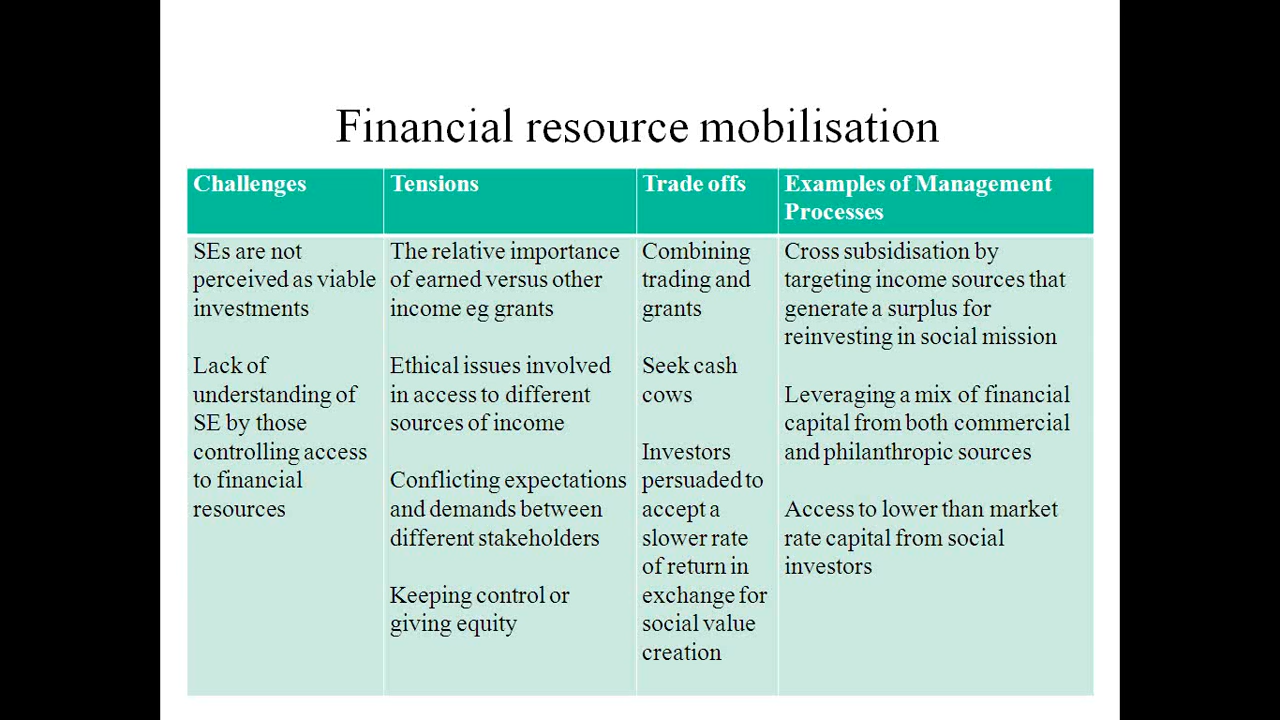 Financial resource mobilisation
Challenges
Tensions
Trade offs
Examples of Management
Processes
SEs are not
perceived as viable
investments
Lack of
understanding of
SE by those
controlling access
to financial
resources
The relative importance
of earned versus other
income eg grants
Ethical issues involved
in access to different
sources of income
Conflicting expectations
and demands between
different stakeholders
Keeping control or
giving equity
Combining
trading and
grants
Seek cash
cows
Investors
persuaded to
accept a
slower rate
of return in
exchange for
social value
creation
Cross subsidisation by
targeting income sources that
generate a surplus for
reinvesting in social mission
Leveraging a mix of financial
capital from both commercial
and philanthropic sources
Access to lower than market
rate capital from social
investors